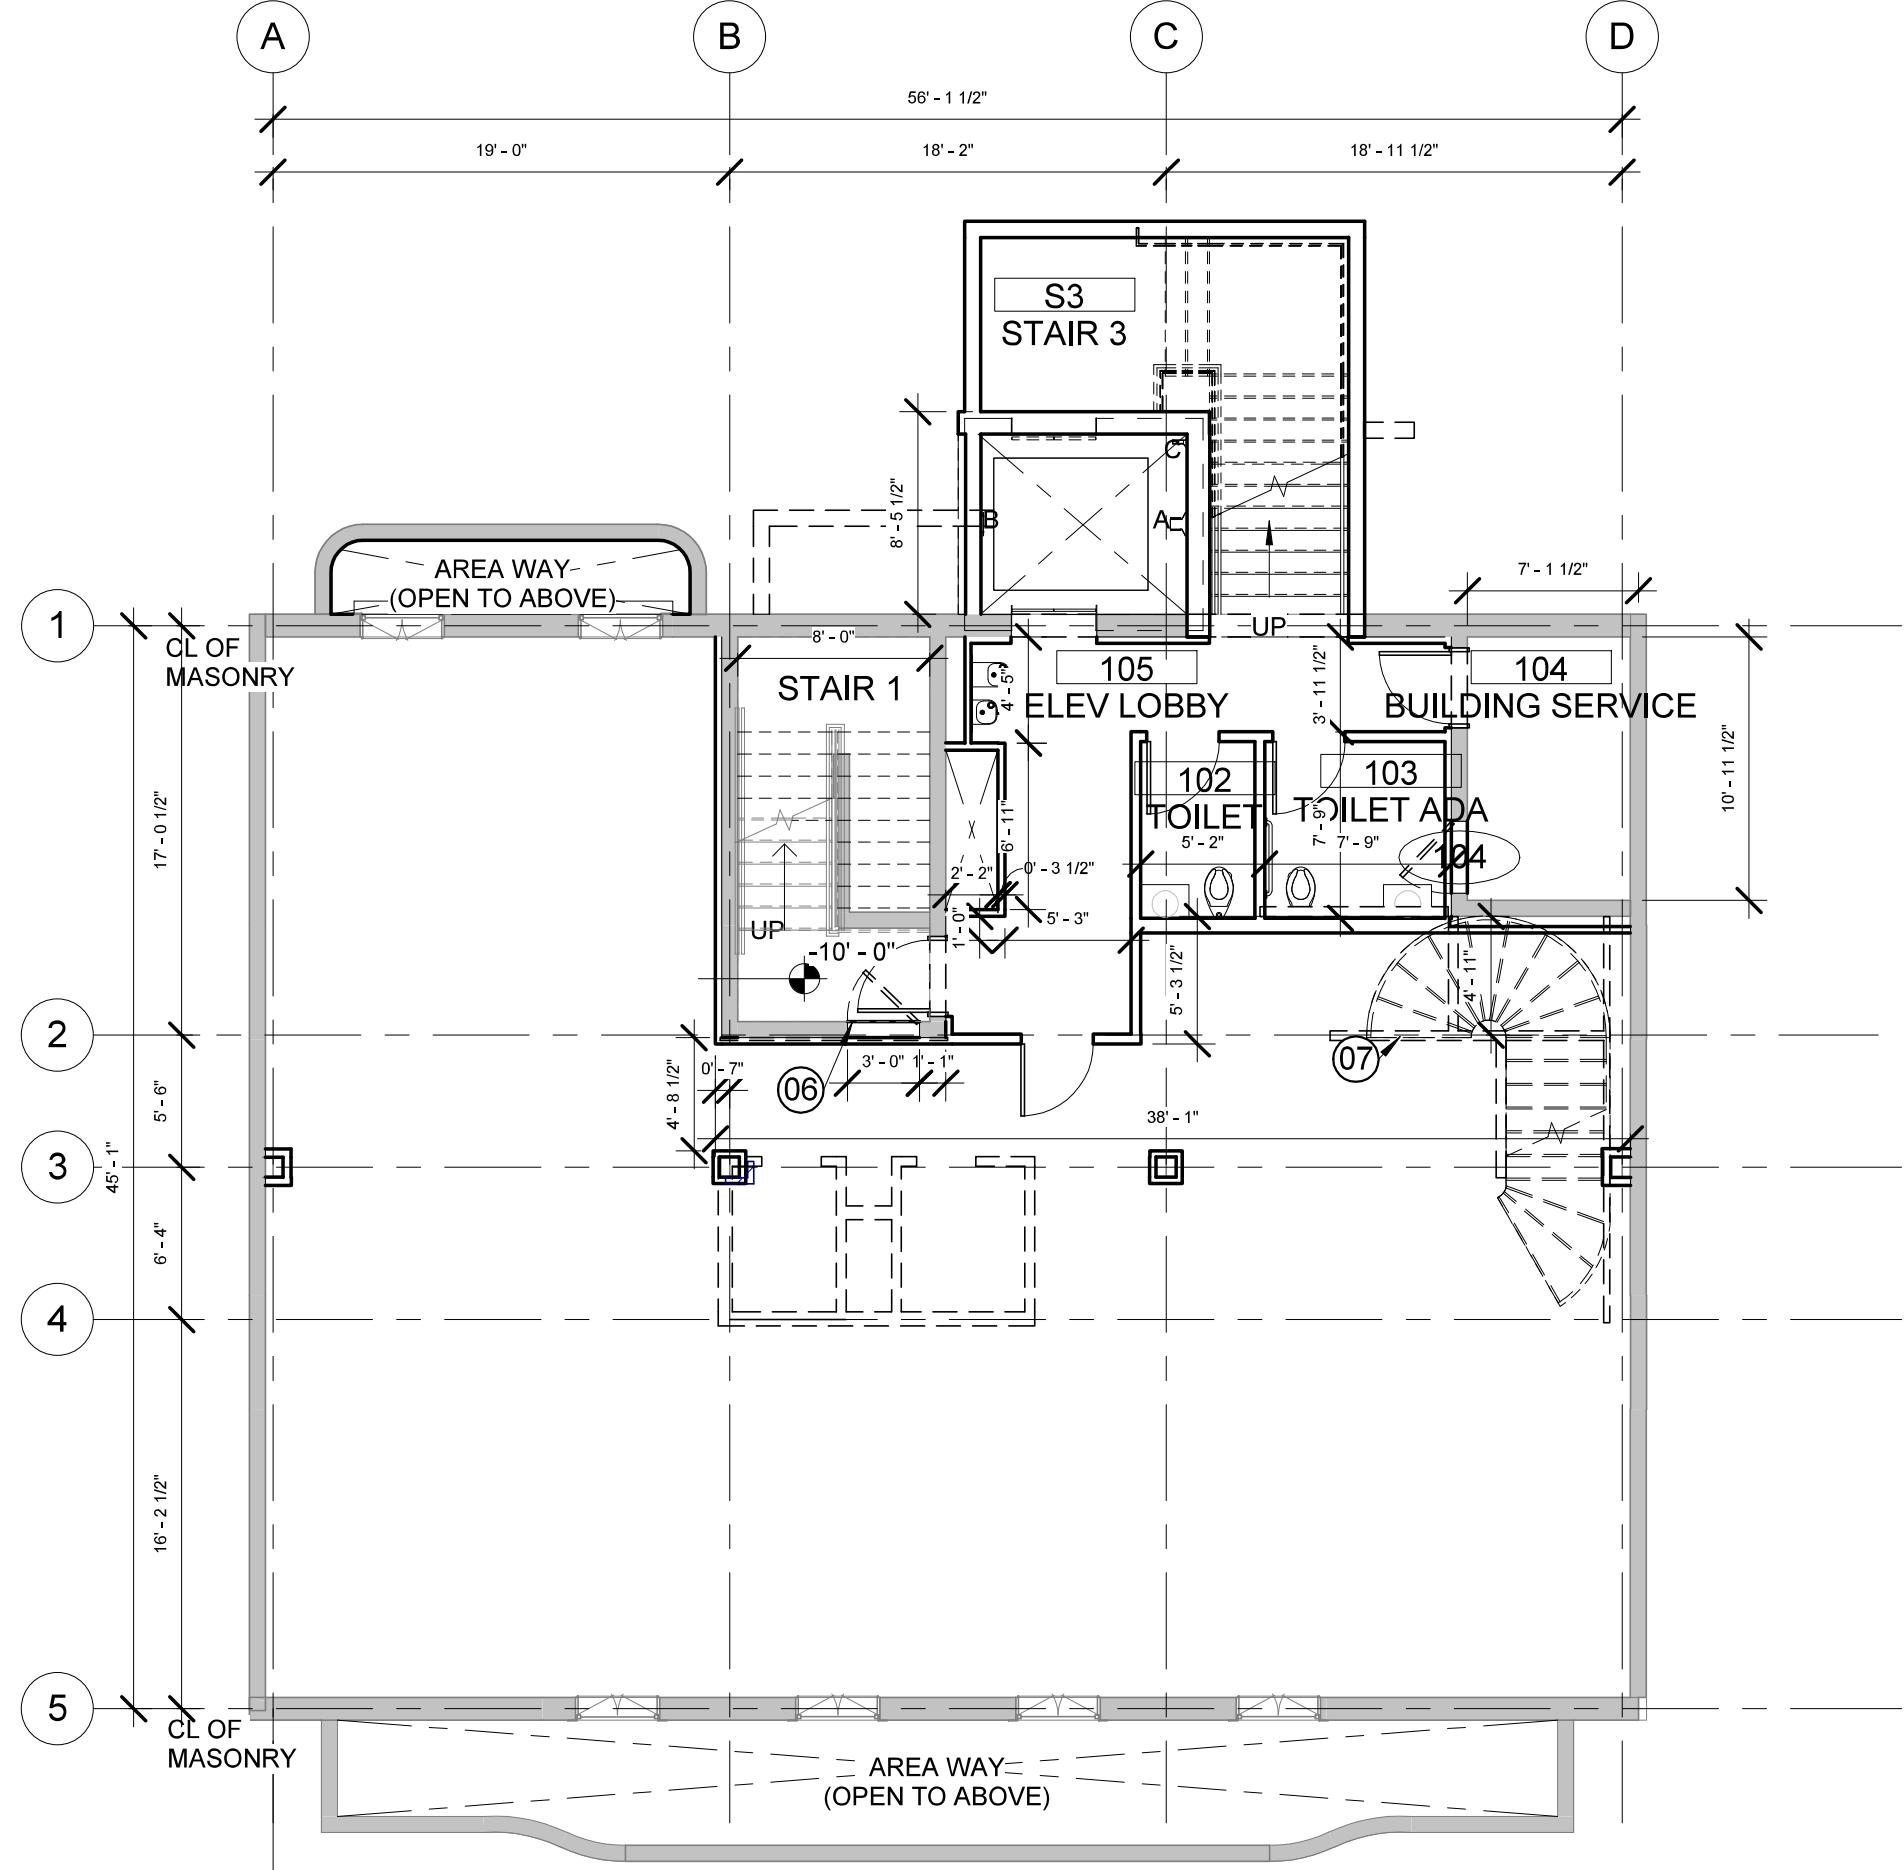 A
B
C
D
56' - 1 1/2"
19' - 0"
18' - 2"
18' - 11 1/2"
S3
STAIR 3
C
8' - 5 1/2"
B
A
AREA WAY
(OPEN TO ABOVE)
7' - 1 1/2"
1
CL OF
MASONRY
8' - 0"
UP
STAIR 1
4' - 5"
105
ELEV LOBBY
3' - 11 1/2"
104
BUILDING SERVICE
10' - 11 1/2"
102
TOILET
103
TOILET ADA
17' - 0 1/2"
6' - 11"
5' - 2"
7' - 9"
7' - 9"
104
2' - 2"
0' - 3 1/2"
1' - 0"
5' - 3"
UP
-10' - 0"
5' - 3 1/2"
4' - 11"
2
0' - 7"
3' - 0"
1' - 1"
06
07
5' - 6"
4' - 8 1/2"
38' - 1"
3
45' - 1"
6' - 4"
4
16' - 2 1/2"
5
CL OF
MASONRY
AREA WAY
(OPEN TO ABOVE)